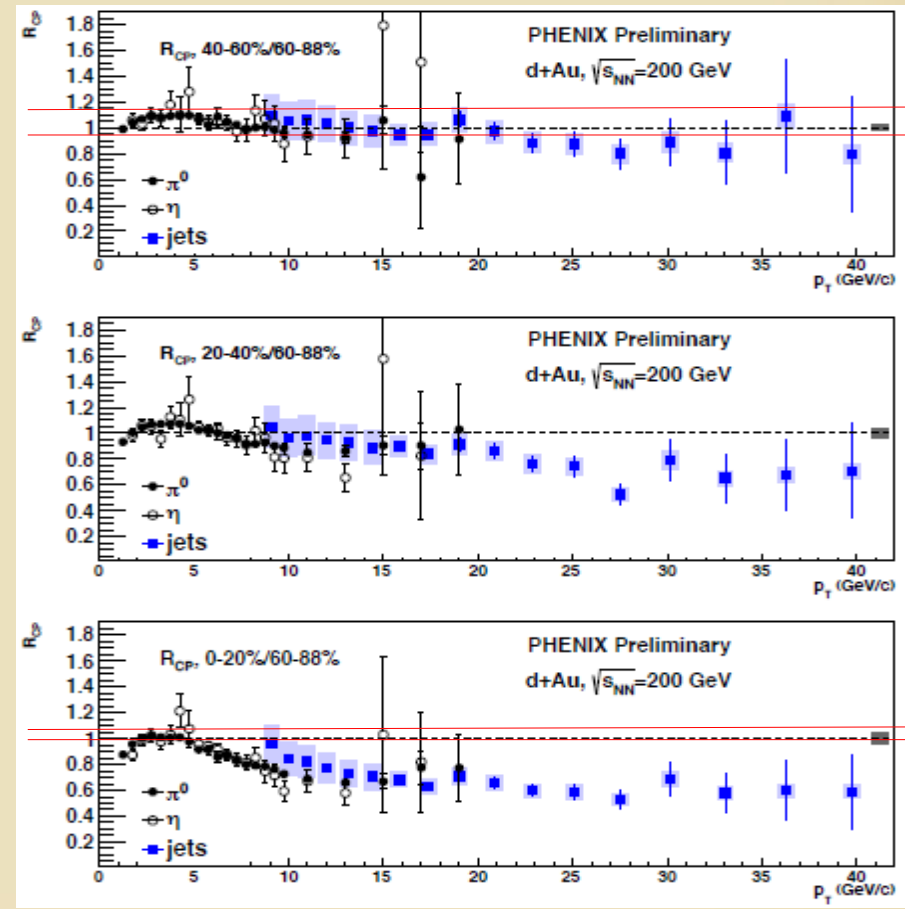 R_CP
1.8
1.6
1.4
1.2
1
0.8
0.6
0.4
0.2
R_CP, 40-60%/60-88%
PHENIX Preliminary
d+Au, √s_NN=200 GeV
π⁰
η
jets
0 5 10 15 20 25 30 35 40
p_T (GeV/c)
R_CP
1.8
1.6
1.4
1.2
1
0.8
0.6
0.4
0.2
R_CP, 20-40%/60-88%
PHENIX Preliminary
d+Au, √s_NN=200 GeV
π⁰
η
jets
0 5 10 15 20 25 30 35 40
p_T (GeV/c)
R_CP
1.8
1.6
1.4
1.2
1
0.8
0.6
0.4
0.2
R_CP, 0-20%/60-88%
PHENIX Preliminary
d+Au, √s_NN=200 GeV
π⁰
η
jets
0 5 10 15 20 25 30 35 40
p_T (GeV/c)